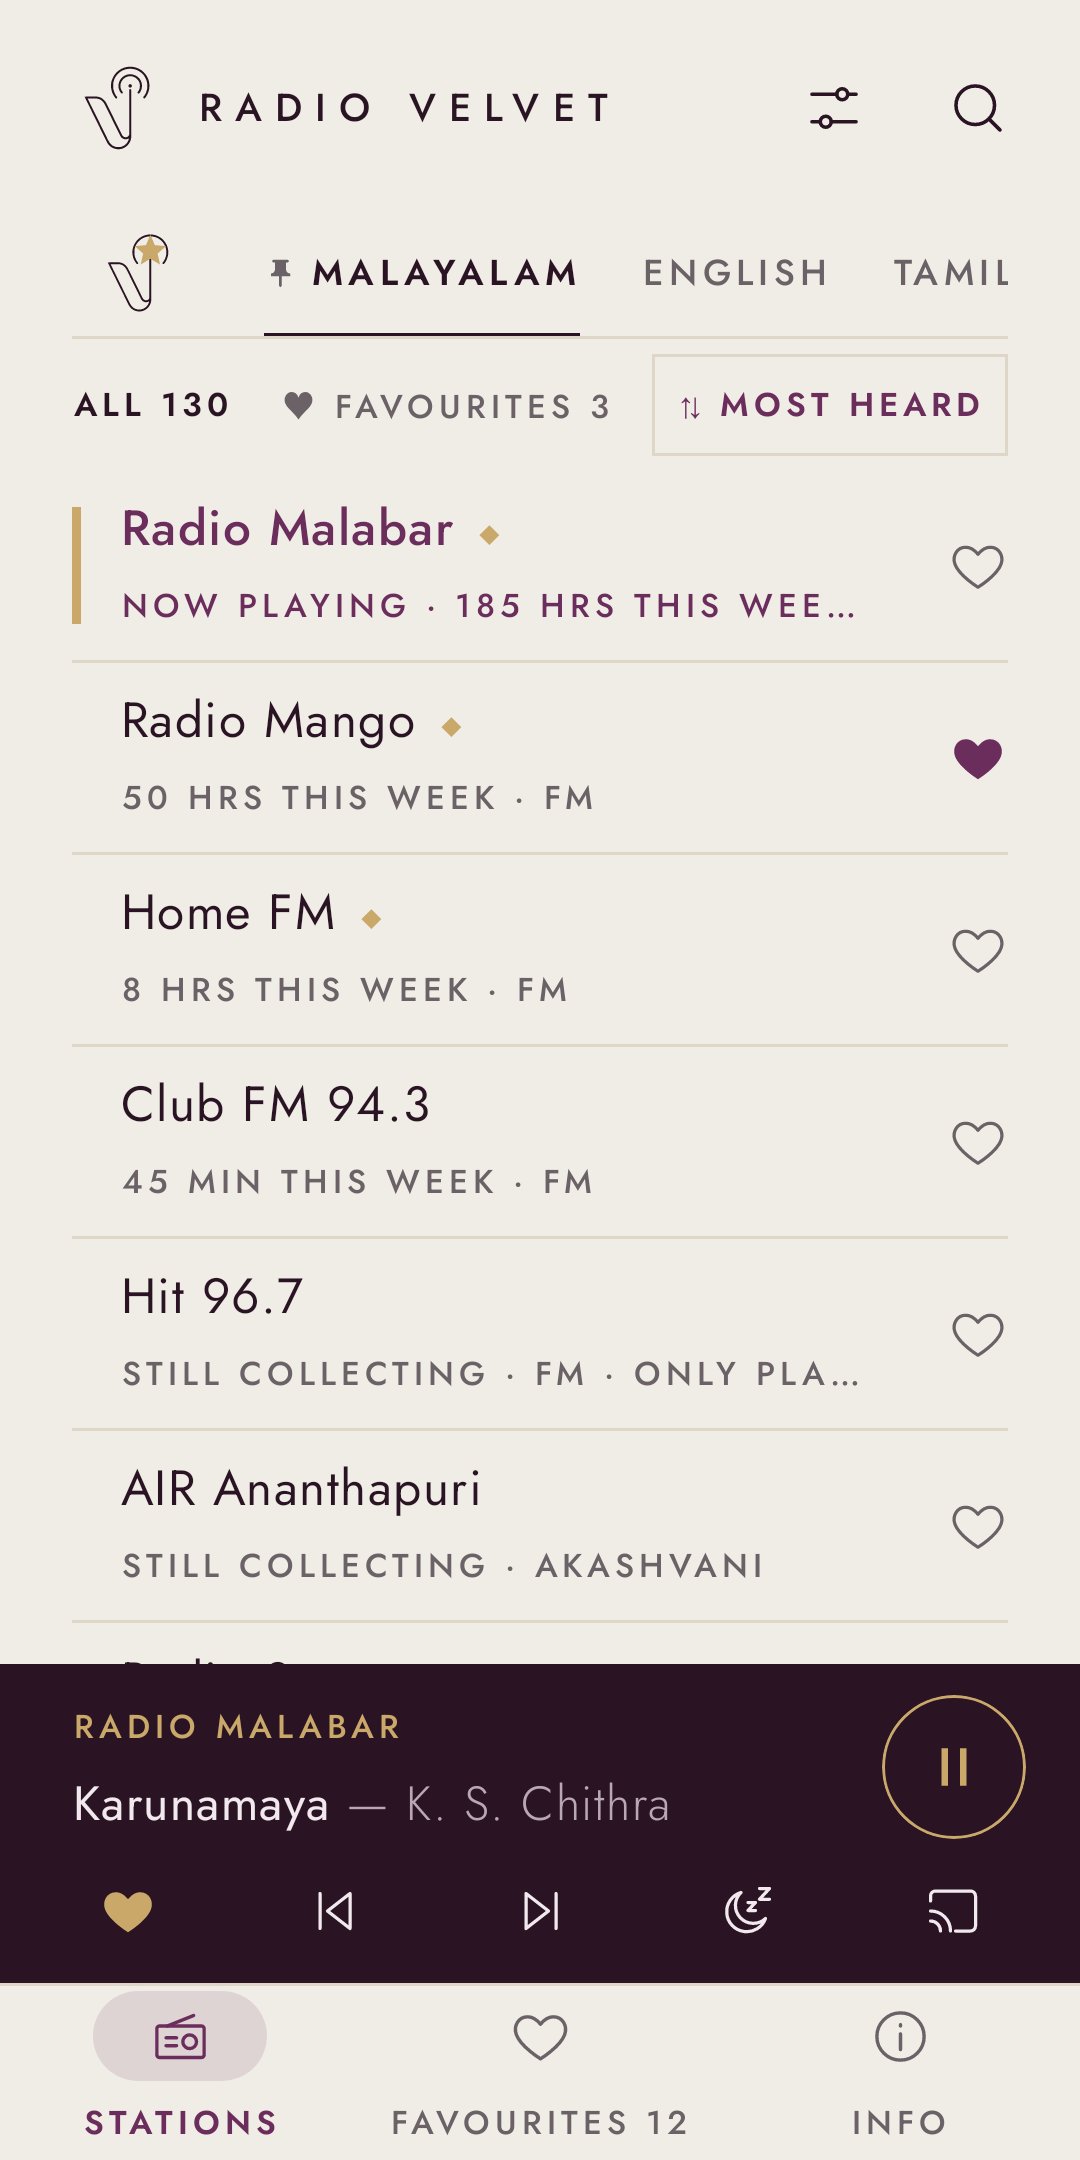 RADIO VELVET
MALAYALAM ENGLISH TAMIL
ALL 130 FAVOURITES 3 MOST HEARD
Radio Malabar
NOW PLAYING · 185 HRS THIS WEE...
Radio Mango
50 HRS THIS WEEK · FM
Home FM
8 HRS THIS WEEK · FM
Club FM 94.3
45 MIN THIS WEEK · FM
Hit 96.7
STILL COLLECTING · FM · ONLY PLA...
AIR Ananthapuri
STILL COLLECTING · AKASHVANI
RADIO MALABAR
Karunamaya — K. S. Chithra
STATIONS FAVOURITES 12 INFO